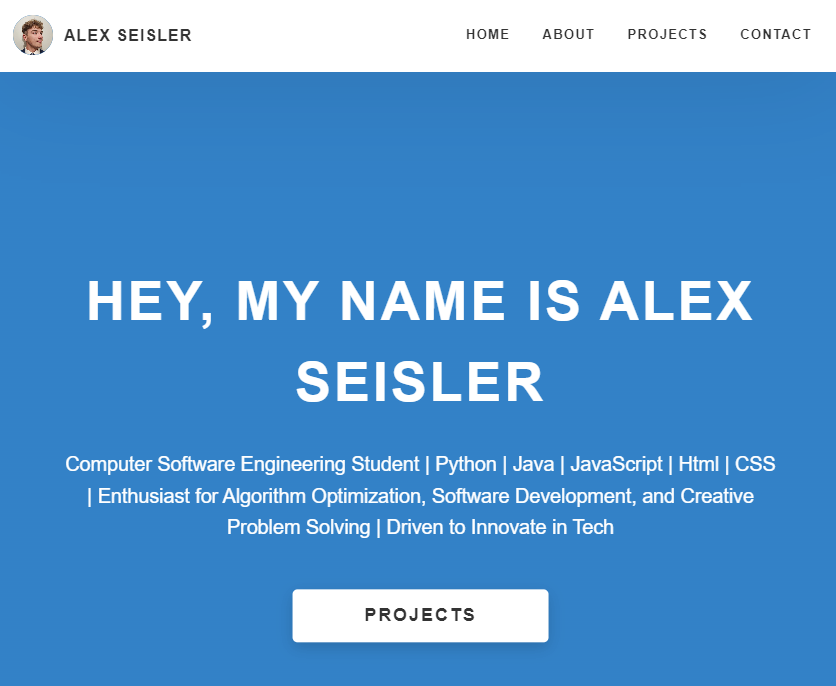 ALEX SEISLER
HOME ABOUT PROJECTS CONTACT
HEY, MY NAME IS ALEX
SEISLER
Computer Software Engineering Student | Python | Java | JavaScript | Html | CSS
| Enthusiast for Algorithm Optimization, Software Development, and Creative
Problem Solving | Driven to Innovate in Tech
PROJECTS